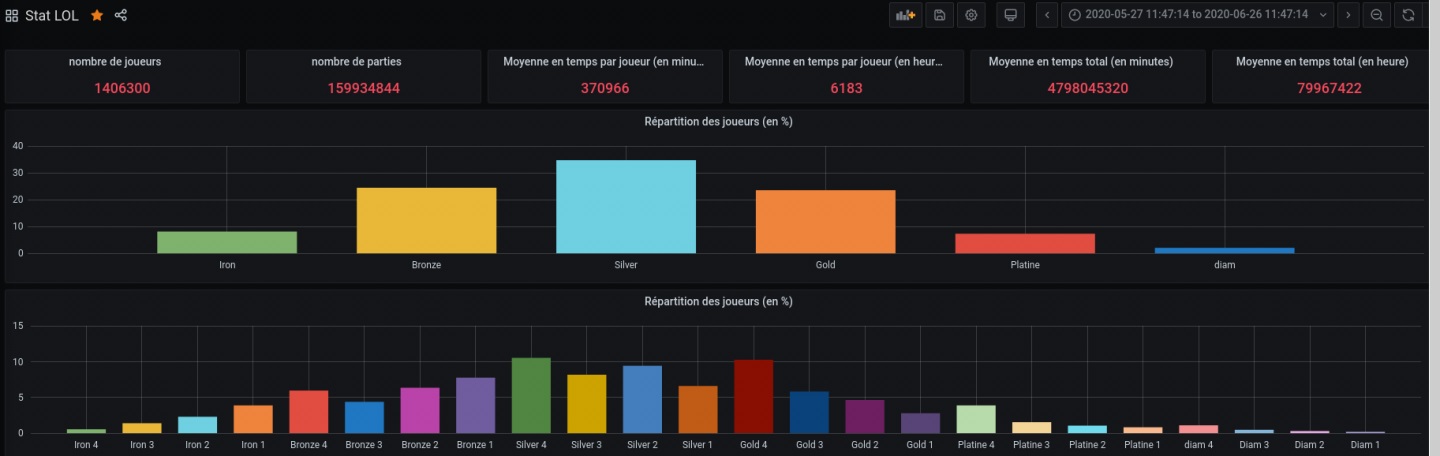 Stat LOL
2020-05-27 11:47:14 to 2020-06-26 11:47:14
nombre de joueurs
1406300
nombre de parties
159934844
Moyenne en temps par joueur (en minu...
370966
Moyenne en temps par joueur (en heur...
6183
Moyenne en temps total (en minutes)
4798045320
Moyenne en temps total (en heure)
79967422
Répartition des joueurs (en %)
40
30
20
10
0
Iron Bronze Silver Gold Platine diam
Répartition des joueurs (en %)
15
10
5
0
Iron 4 Iron 3 Iron 2 Iron 1 Bronze 4 Bronze 3 Bronze 2 Bronze 1 Silver 4 Silver 3 Silver 2 Silver 1 Gold 4 Gold 3 Gold 2 Gold 1 Platine 4 Platine 3 Platine 2 Platine 1 diam 4 Diam 3 Diam 2 Diam 1